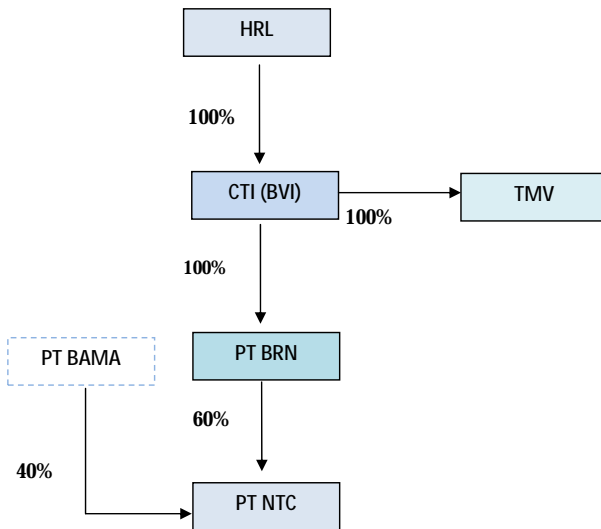 HRL
100%
CTI (BVI)
TMV
100%
100%
PT BAMA
PT BRN
60%
40%
PT NTC